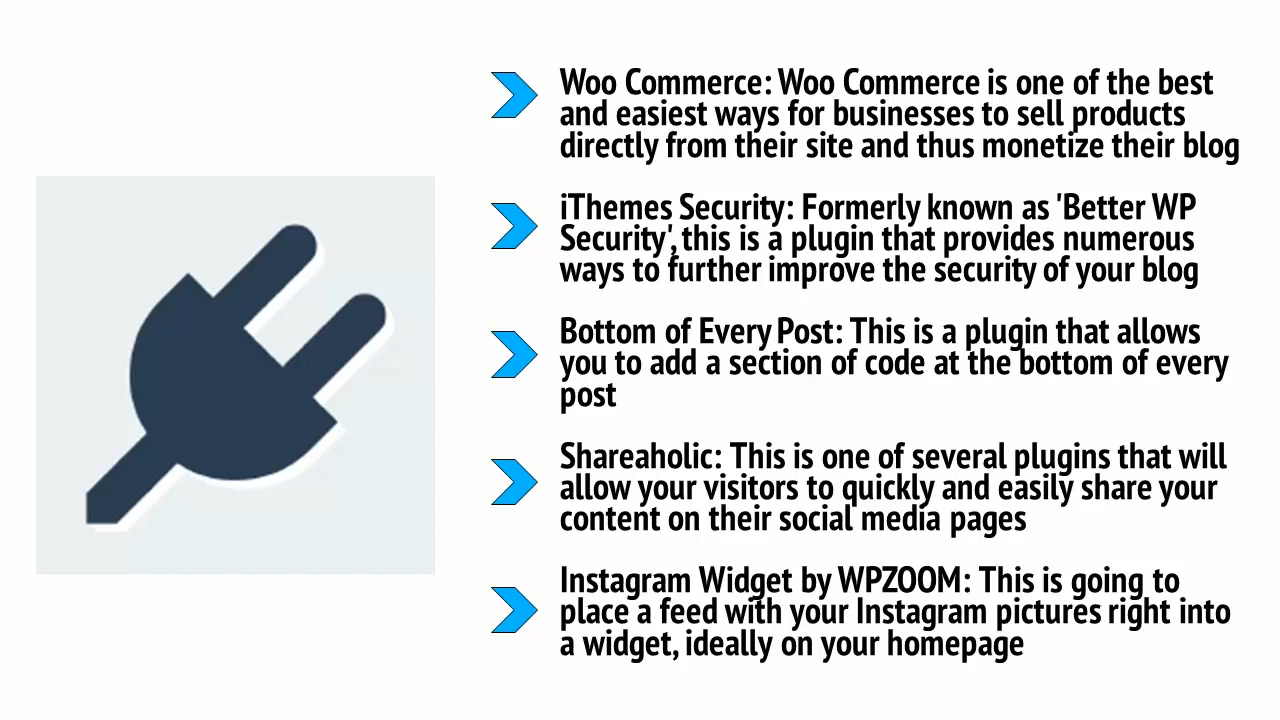 Woo Commerce: Woo Commerce is one of the best
and easiest ways for businesses to sell products
directly from their site and thus monetize their blog
iThemes Security: Formerly known as 'Better WP
Security', this is a plugin that provides numerous
ways to further improve the security of your blog
Bottom of Every Post: This is a plugin that allows
you to add a section of code at the bottom of every
post
Shareaholic: This is one of several plugins that will
allow your visitors to quickly and easily share your
content on their social media pages
Instagram Widget by WPZOOM: This is going to
place a feed with your Instagram pictures right into
a widget, ideally on your homepage